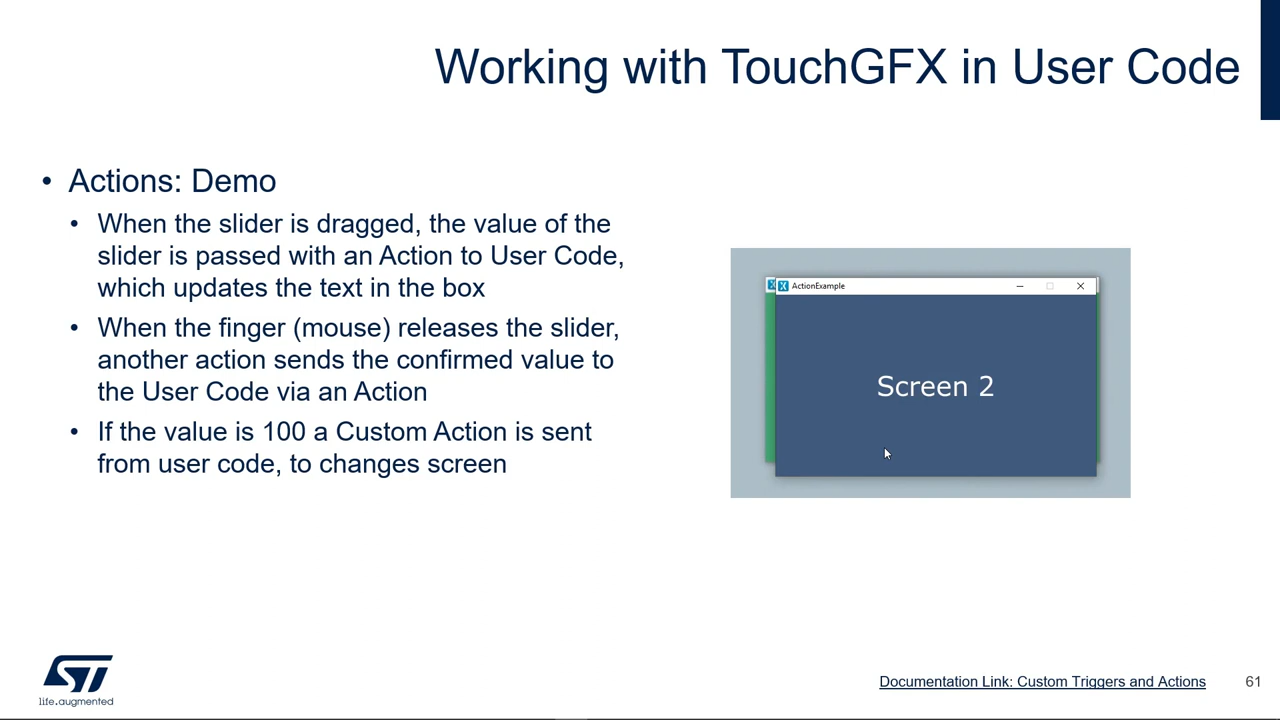 Working with TouchGFX in User Code
• Actions: Demo
• When the slider is dragged, the value of the
slider is passed with an Action to User Code,
which updates the text in the box
• When the finger (mouse) releases the slider,
another action sends the confirmed value to
the User Code via an Action
• If the value is 100 a Custom Action is sent
from user code, to changes screen
ActionExample
Screen 2
ST
life.augmented
Documentation Link: Custom Triggers and Actions
61